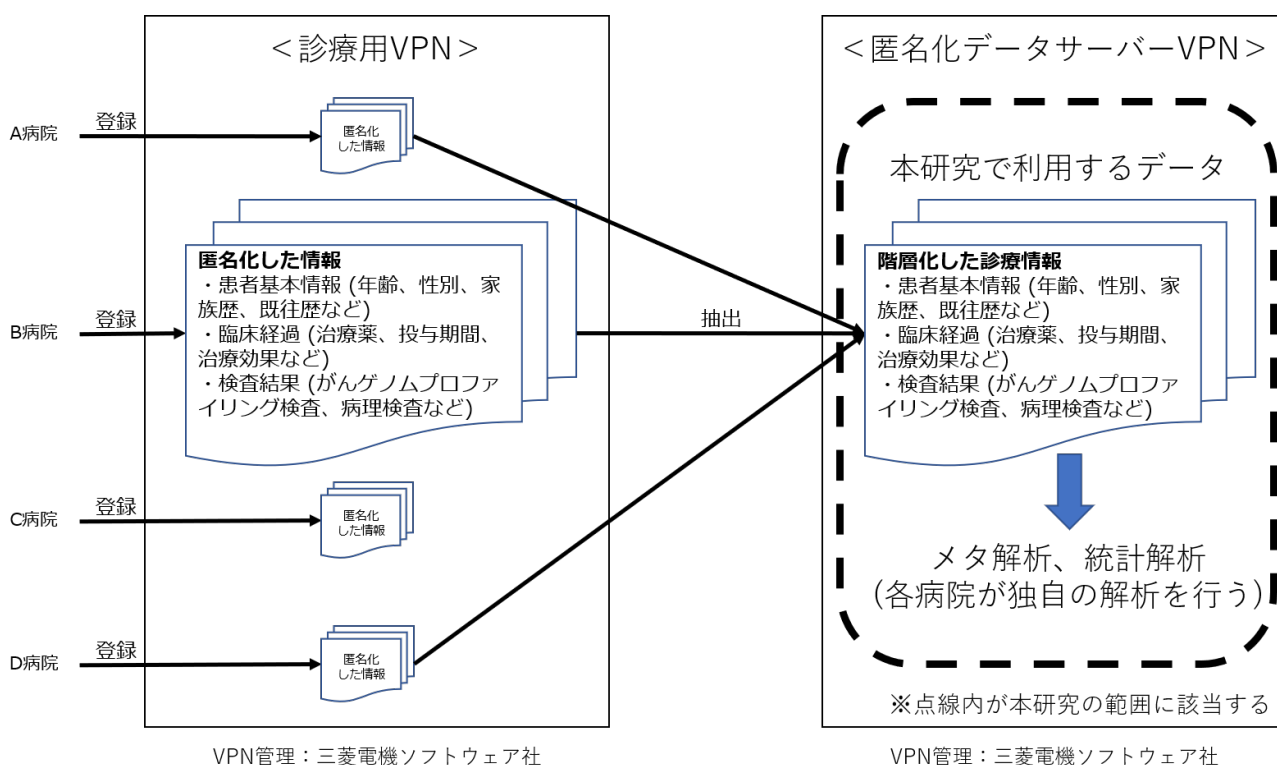 ＜診療用VPN＞
A病院
登録
匿名化
した情報
B病院
登録
匿名化した情報
・患者基本情報 (年齢、性別、家
族歴、既往歴など)
・臨床経過 (治療薬、投与期間、
治療効果など)
・検査結果 (がんゲノムプロファ
イリング検査、病理検査など)
C病院
登録
匿名化
した情報
D病院
登録
匿名化
した情報
VPN管理：三菱電機ソフトウェア社
抽出
＜匿名化データサーバーVPN＞
本研究で利用するデータ
階層化した診療情報
・患者基本情報 (年齢、性別、家
族歴、既往歴など)
・臨床経過 (治療薬、投与期間、
治療効果など)
・検査結果 (がんゲノムプロファ
イリング検査、病理検査など)
メタ解析、統計解析
(各病院が独自の解析を行う)
※点線内が本研究の範囲に該当する
VPN管理：三菱電機ソフトウェア社